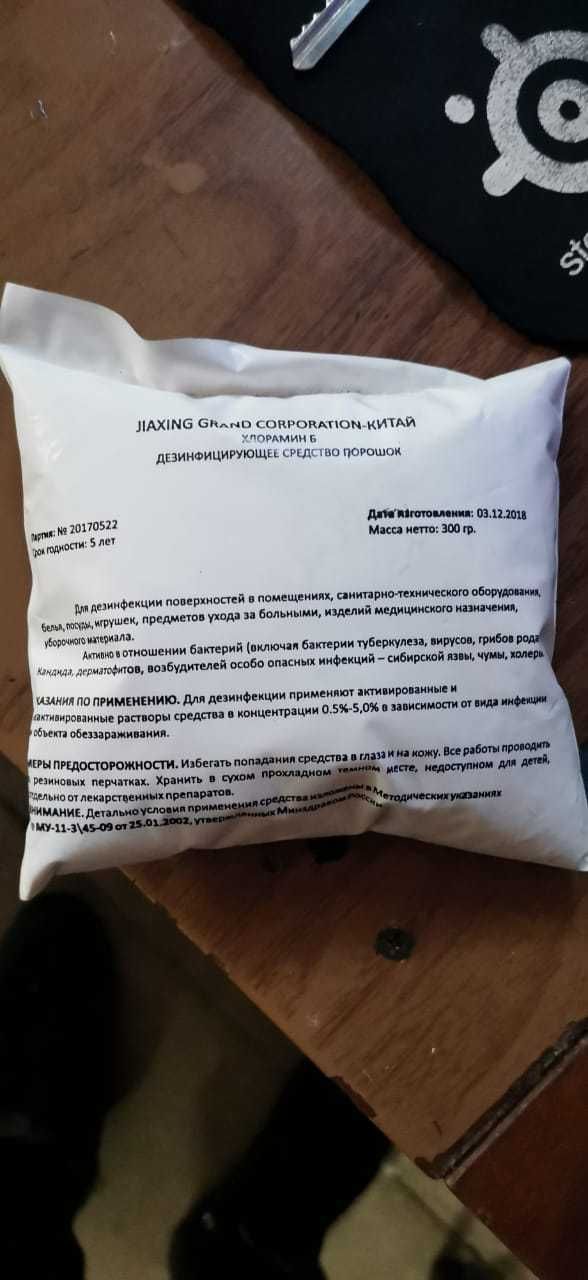 JIAXING GRAND CORPORATION-КИТАЙ
ХЛОРАМИН Б
ДЕЗИНФИЦИРУЮЩЕЕ СРЕДСТВО ПОРОШОК
Партия: № 20170522
Срок годности: 5 лет
Дата изготовления: 03.12.2018
Масса нетто: 300 гр.
Для дезинфекции поверхностей в помещениях, санитарно-технического оборудования,
белья, посуды, игрушек, предметов ухода за больными, изделий медицинского назначения,
уборочного материала.
Активно в отношении бактерий (включая бактерии туберкулеза, вирусов, грибов рода
Кандида, дерматофитов, возбудителей особо опасных инфекций – сибирской язвы, чумы, холеры
КАЗАНИЯ ПО ПРИМЕНЕНИЮ. Для дезинфекции применяют активированные и
активированные растворы средства в концентрации 0.5%-5,0% в зависимости от вида инфекции
объекта обеззараживания.
МЕРЫ ПРЕДОСТОРОЖНОСТИ. Избегать попадания средства в глаза и на кожу. Все работы проводить
резиновых перчатках. Хранить в сухом прохладном темном месте, недоступном для детей,
отдельно от лекарственных препаратов.
ВНИМАНИЕ. Детально условия применения средства изложены в Методических указаниях
МУ-11-3\45-09 от 25.01.2002, утвержденных Минздравом России
ste